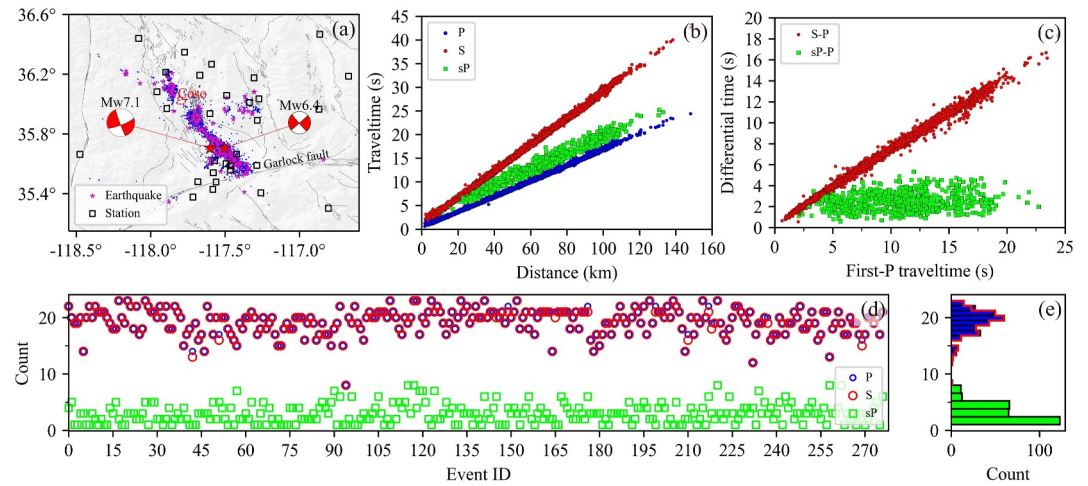 (a)
36.6°
36.2°
35.8°
35.4°
Coso
Mw7.1
Mw6.4
Garlock fault
Earthquake
Station
-118.5
-118.0
-117.5
-117.0
(b)
P
S
sP
Traveltime (s)
45
40
35
30
25
20
15
10
5
0
0 20 40 60 80 100 120 140 160
Distance (km)
(c)
S-P
sP-P
Differential time (s)
20
18
16
14
12
10
8
6
4
2
0
0 5 10 15 20 25
First-P traveltime (s)
(d)
Count
20
10
0
P
S
sP
0 15 30 45 60 75 90 105 120 135 150 165 180 195 210 225 240 255 270
Event ID
(e)
20
10
0
0 100
Count